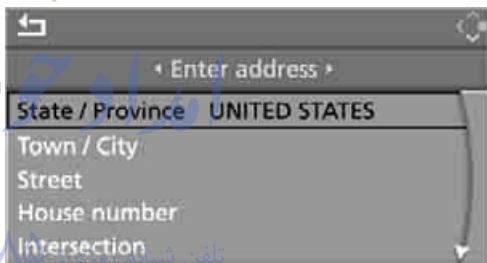 Enter address
State / Province UNITED STATES
Town / City
Street
House number
Intersection